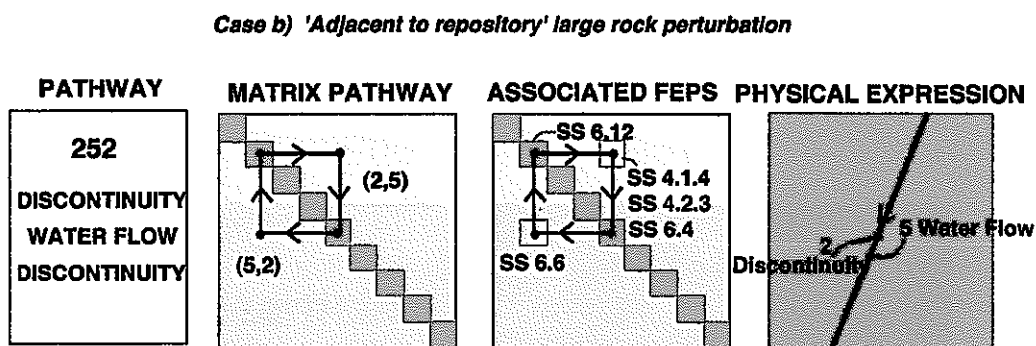 Case b) 'Adjacent to repository' large rock perturbation
PATHWAY
252
DISCONTINUITY
WATER FLOW
DISCONTINUITY
MATRIX PATHWAY
(2,5)
(5,2)
ASSOCIATED FEPS
SS 6.12
SS 4.1.4
SS 4.2.3
SS 6.4
SS 6.6
PHYSICAL EXPRESSION
5 Water Flow
2
Discontinuity